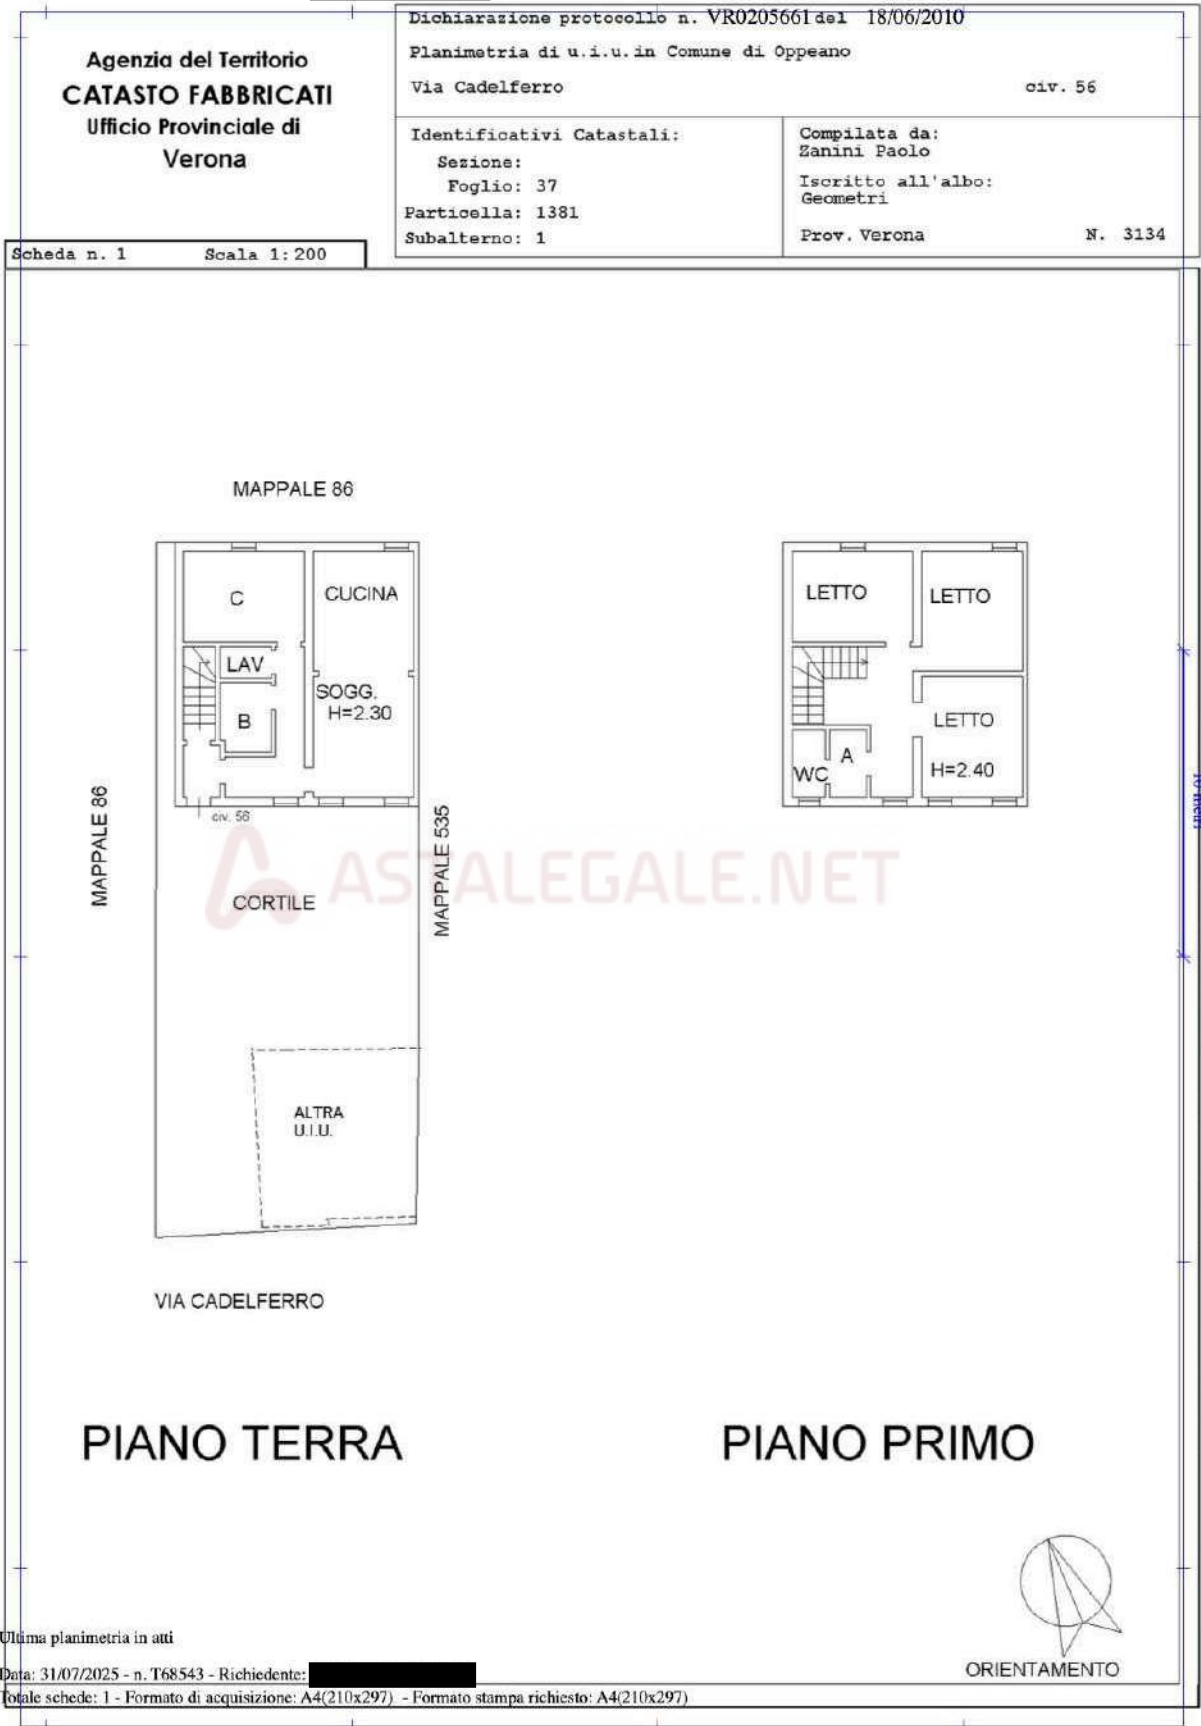 Dichiarazione protocollo n. VR0205661 del 18/06/2010
Planimetria di u.i.u. in Comune di Oppeano
Via Cadelferro civ. 56
Agenzia del Territorio
CATASTO FABBRICATI
Ufficio Provinciale di
Verona
Identificativi Catastali:
Sezione:
Foglio: 37
Particella: 1381
Subalterno: 1
Compilata da:
Zanini Paolo
Iscritto all'albo:
Geometri
Prov. Verona N. 3134
Scheda n. 1 Scala 1:200
MAPPALE 86
C
CUCINA
LAV
SOGG.
H=2.30
B
civ. 56
LETTO
LETTO
LETTO
H=2.40
A
WC
MAPPALE 86
MAPPALE 535
10 metri
ASTALEGALE.NET
CORTILE
ALTRA
U.I.U.
VIA CADELFERRO
PIANO TERRA
PIANO PRIMO
ORIENTAMENTO
Ultima planimetria in atti
Data: 31/07/2025 - n. T68543 - Richiedente:
Totale schede: 1 - Formato di acquisizione: A4(210x297) - Formato stampa richiesto: A4(210x297)